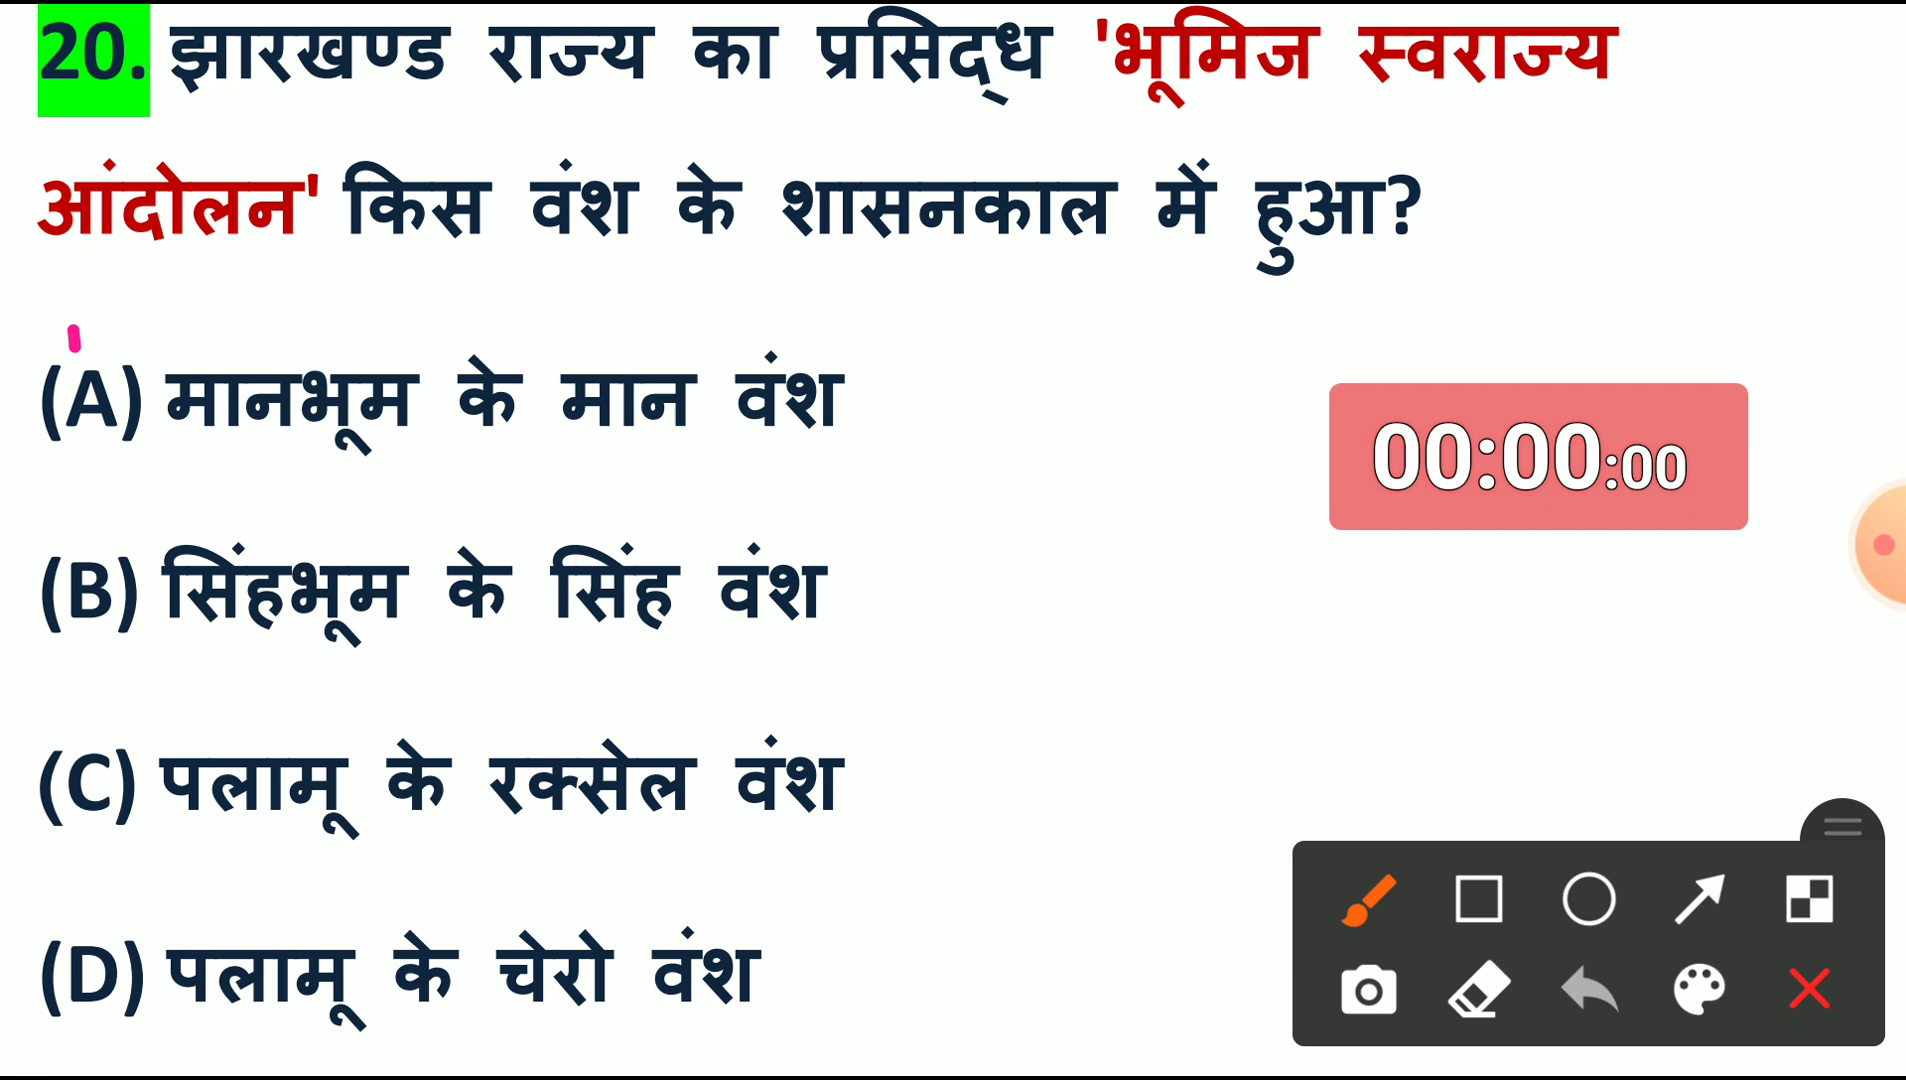 20. झारखण्ड राज्य का प्रसिद्ध 'भूमिज स्वराज्य
आंदोलन' किस वंश के शासनकाल में हुआ?
(A) मानभूम के मान वंश
00:00:00
(B) सिंहभूम के सिंह वंश
(C) पलामू के रक्सेल वंश
(D) पलामू के चेरो वंश